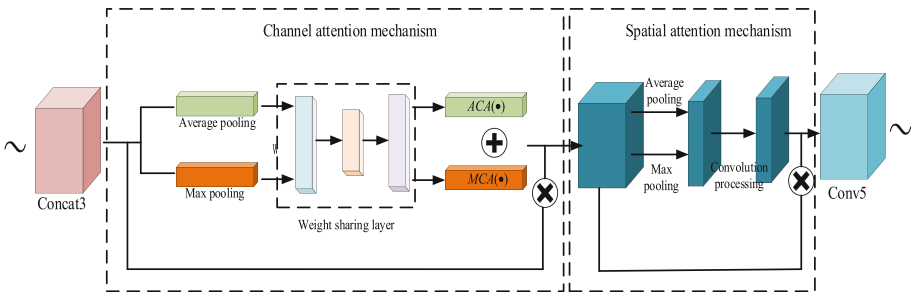 Channel attention mechanism
Spatial attention mechanism
Average pooling
Max pooling
Weight sharing layer
ACA(•)
MCA(•)
Average
pooling
Max
pooling
Convolution
processing
Concat3
Conv5